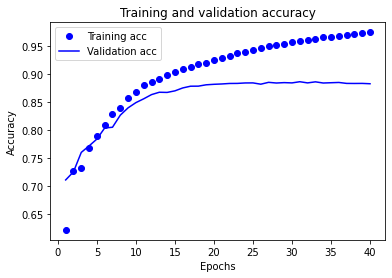 Training and validation accuracy
Training acc
Validation acc
0.95
0.90
0.85
0.80
0.75
0.70
0.65
Accuracy
0 5 10 15 20 25 30 35 40
Epochs